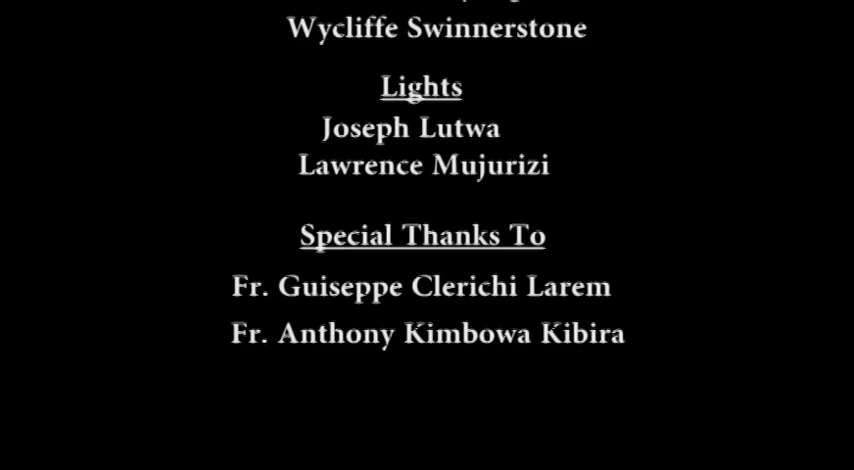 Wycliffe Swinnerstone
Lights
Joseph Lutwa
Lawrence Mujurizi
Special Thanks To
Fr. Guiseppe Clerichi Larem
Fr. Anthony Kimbowa Kibira